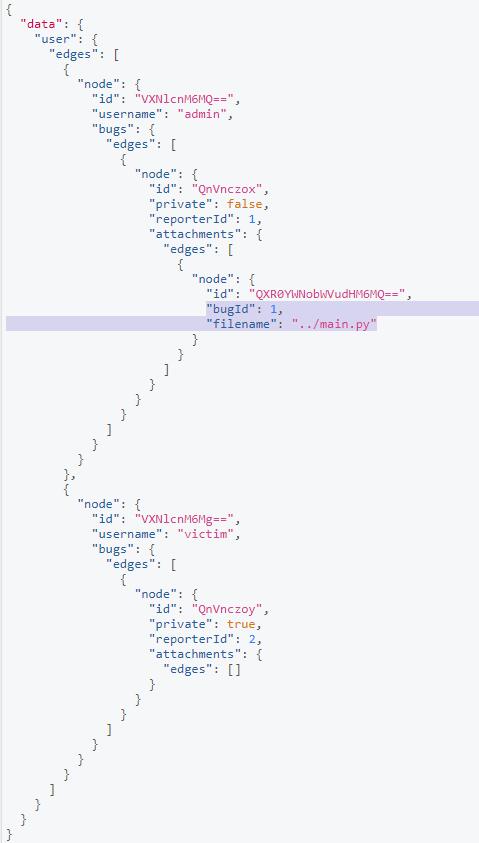 {
  "data": {
    "user": {
      "edges": [
        {
          "node": {
            "id": "VXNlcnM6MQ==",
            "username": "admin",
            "bugs": {
              "edges": [
                {
                  "node": {
                    "id": "QnVnczox",
                    "private": false,
                    "reporterId": 1,
                    "attachments": {
                      "edges": [
                        {
                          "node": {
                            "id": "QXR0YWNobWVudHM6MQ==",
                            "bugId": 1,
                            "filename": "../main.py"
                          }
                        }
                      ]
                    }
                  }
                }
              ]
            }
          }
        },
        {
          "node": {
            "id": "VXNlcnM6Mg==",
            "username": "victim",
            "bugs": {
              "edges": [
                {
                  "node": {
                    "id": "QnVnczoy",
                    "private": true,
                    "reporterId": 2,
                    "attachments": {
                      "edges": []
                    }
                  }
                }
              ]
            }
          }
        }
      ]
    }
  }
}